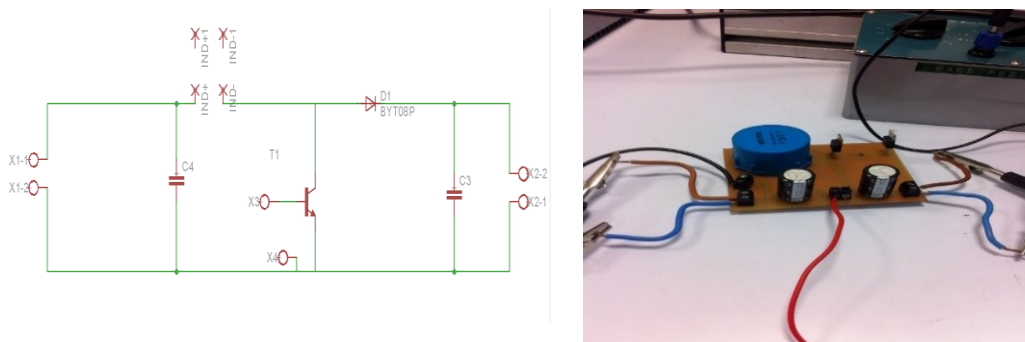 IND+1
IND-1
IND+
IND-
D1
BYT08P
T1
C4
C3
X1-1
X1-2
X2-2
X2-1
X3
X4